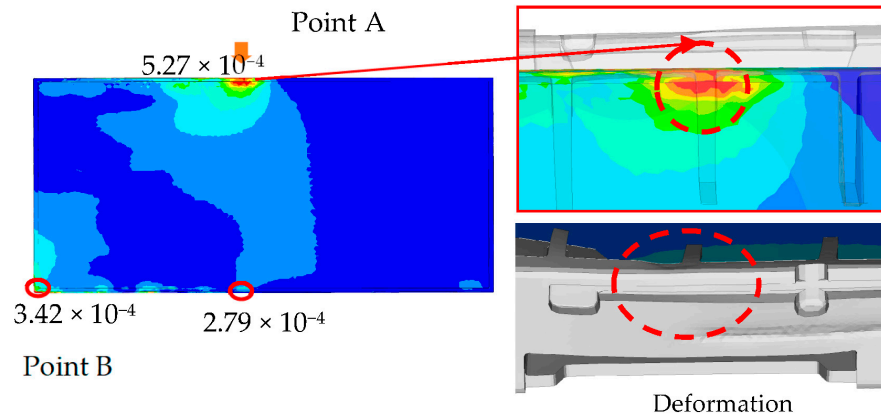 Point A
5.27 × 10⁻⁴
3.42 × 10⁻⁴
2.79 × 10⁻⁴
Point B
Deformation